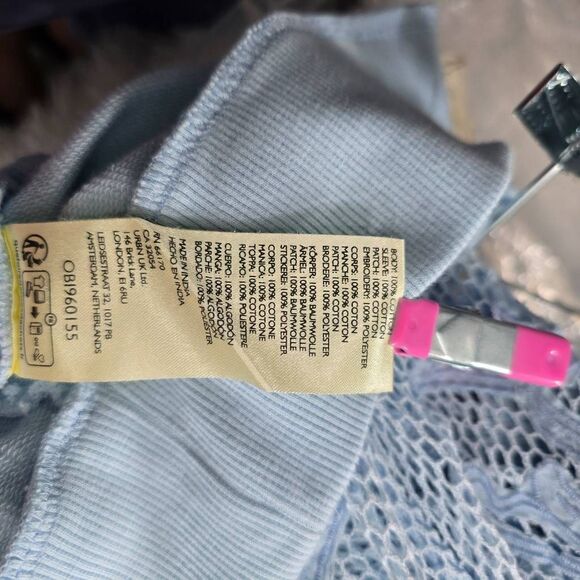 BODY: 100% COTTON
SLEEVE: 100% COTTON
PATCH: 100% COTTON
EMBROIDERY: 100% POLYESTER
CORPS: 100% COTON
MANCHE: 100% COTON
PATCH: 100% COTON
BRODERIE: 100% POLYESTER
KÖRPER: 100% BAUMWOLLE
ÄRMEL: 100% BAUMWOLLE
PATCH: 100% BAUMWOLLE
STICKEREI: 100% POLYESTER
CORPO: 100% COTONE
MANICA: 100% COTONE
TOPPA: 100% COTONE
RICAMO: 100% POLIESTERE
CUERPO: 100% ALGODÓN
MANGA: 100% ALGODÓN
PARCHE: 100% ALGODÓN
BORDADO: 100% POLIÉSTER
MADE IN INDIA
HECHO EN INDIA
RN 66170
CA 32098
URBN UK Ltd.
146 Brick Lane,
LONDON, E1 6RU
LEIDSESTRAAT 32, 1017 PB
AMSTERDAM, NETHERLANDS
OB1960155
FR